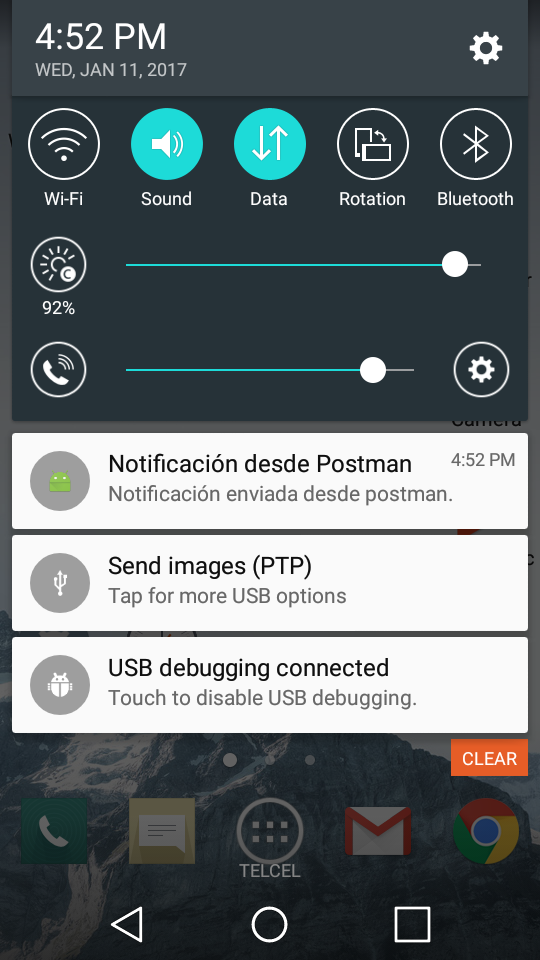 4:52 PM
WED, JAN 11, 2017
Wi-Fi
Sound
Data
Rotation
Bluetooth
92%
Camera
Notificación desde Postman
4:52 PM
Notificación enviada desde postman.
Send images (PTP)
Tap for more USB options
USB debugging connected
Touch to disable USB debugging.
CLEAR
TELCEL